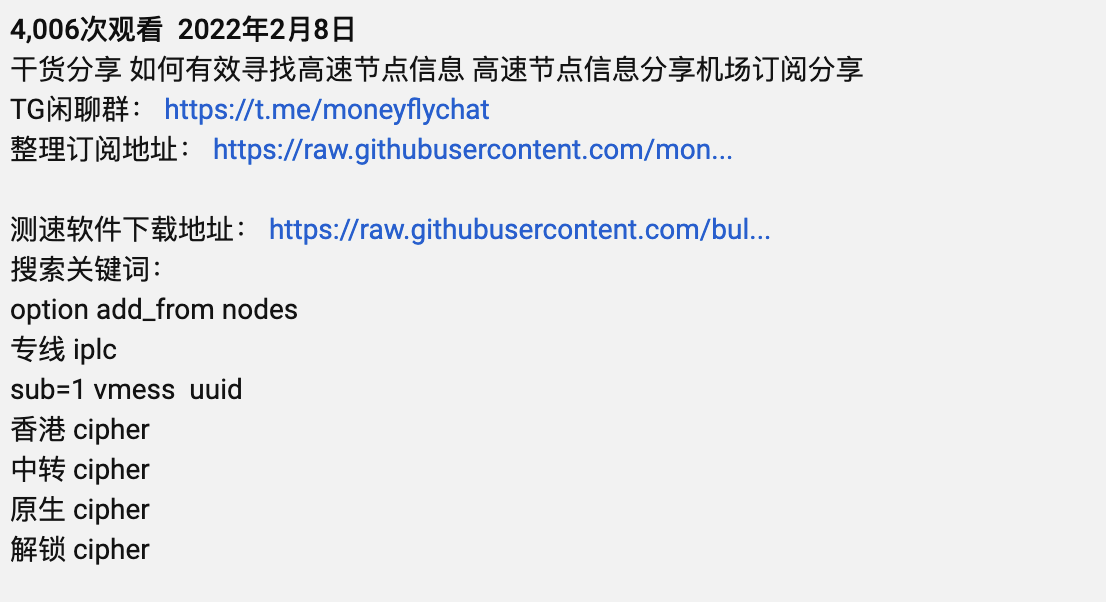 4,006次观看 2022年2月8日
干货分享 如何有效寻找高速节点信息 高速节点信息分享机场订阅分享
TG闲聊群： https://t.me/moneyflychat
整理订阅地址： https://raw.githubusercontent.com/mon...
测速软件下载地址： https://raw.githubusercontent.com/bul...
搜索关键词：
option add_from nodes
专线 iplc
sub=1 vmess  uuid
香港 cipher
中转 cipher
原生 cipher
解锁 cipher